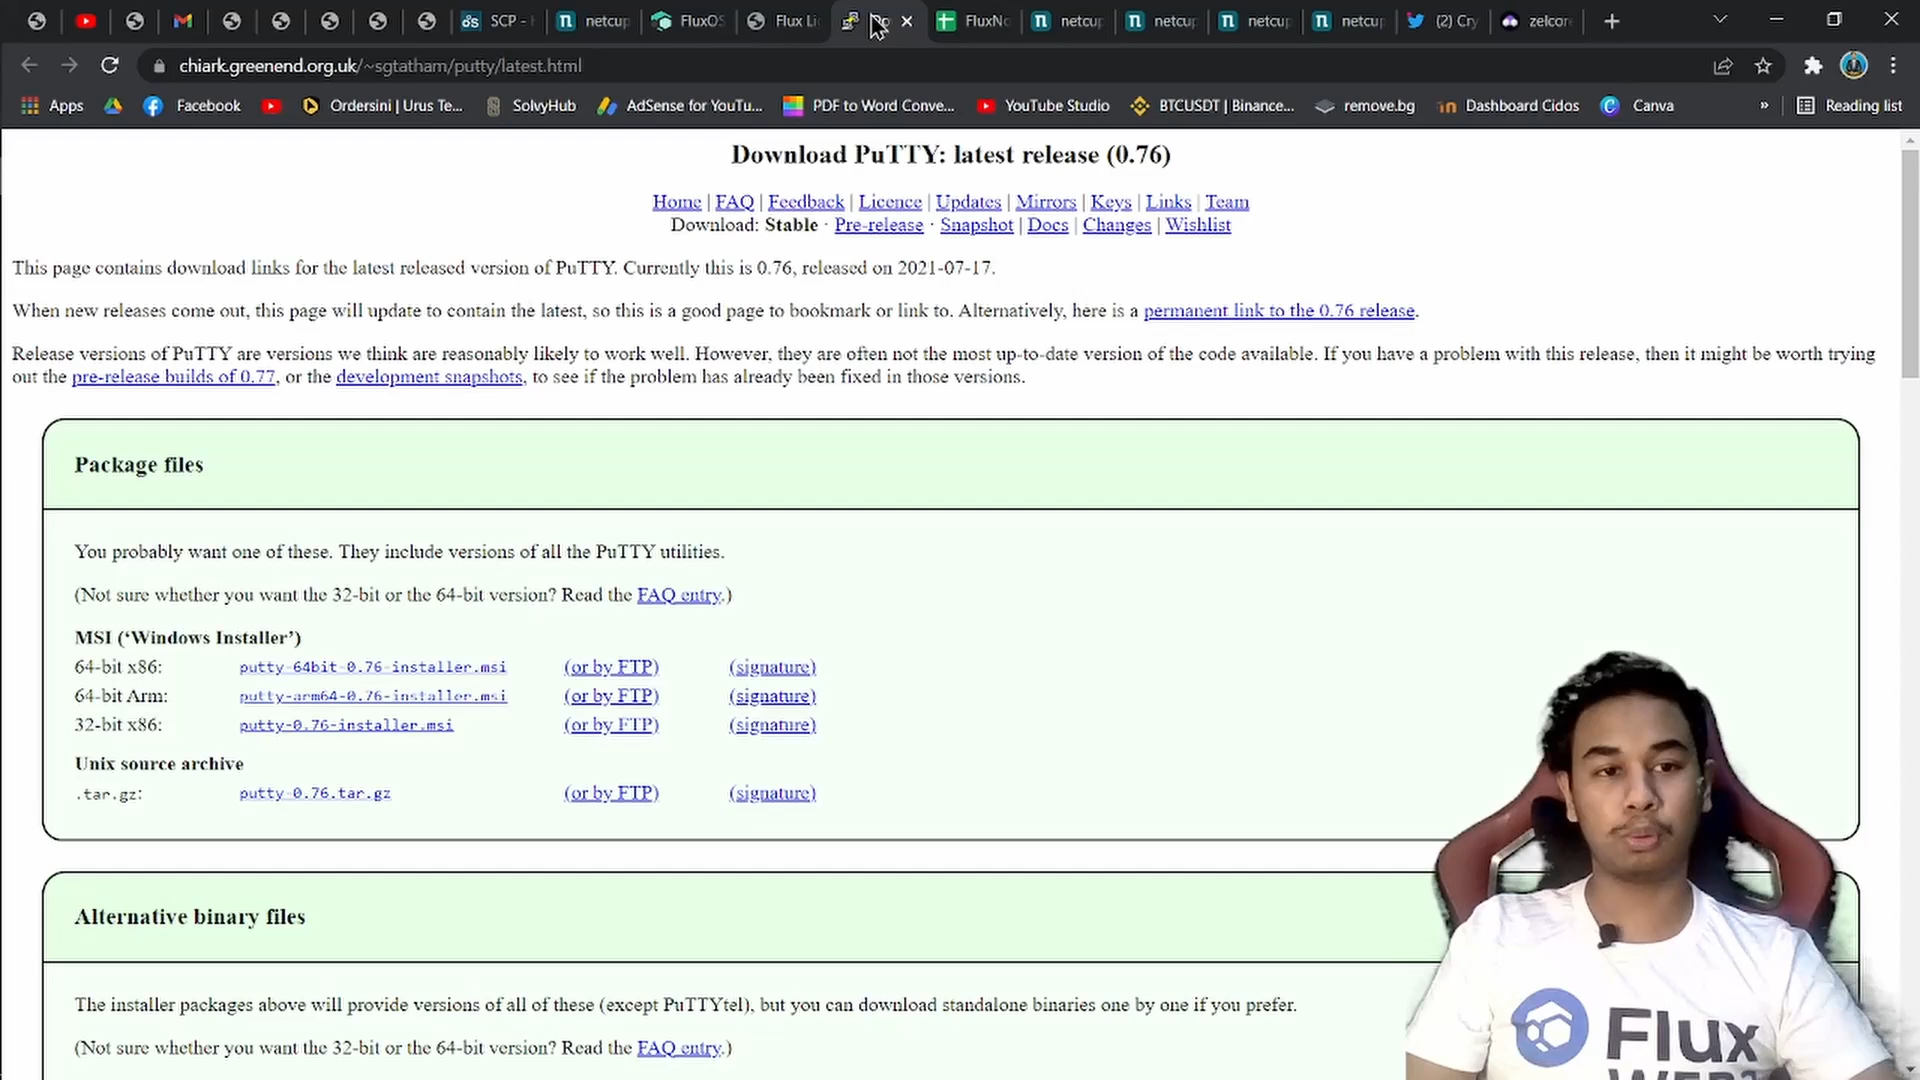 SCP -
netcup
FluxOS
Flux Li
Do
FluxNo
netcup
netcup
netcup
netcup
(2) Cry
zelcore
chiark.greenend.org.uk/~sgtatham/putty/latest.html
Apps
Facebook
Ordersini | Urus Te...
SolvyHub
AdSense for YouTu...
PDF to Word Conve...
YouTube Studio
BTCUSDT | Binance...
remove.bg
Dashboard Cidos
Canva
»
Reading list
Download PuTTY: latest release (0.76)
Home | FAQ | Feedback | Licence | Updates | Mirrors | Keys | Links | Team
Download: Stable · Pre-release · Snapshot | Docs | Changes | Wishlist
This page contains download links for the latest released version of PuTTY. Currently this is 0.76, released on 2021-07-17.
When new releases come out, this page will update to contain the latest, so this is a good page to bookmark or link to. Alternatively, here is a permanent link to the 0.76 release.
Release versions of PuTTY are versions we think are reasonably likely to work well. However, they are often not the most up-to-date version of the code available. If you have a problem with this release, then it might be worth trying
out the pre-release builds of 0.77, or the development snapshots, to see if the problem has already been fixed in those versions.
Package files
You probably want one of these. They include versions of all the PuTTY utilities.
(Not sure whether you want the 32-bit or the 64-bit version? Read the FAQ entry.)
MSI (‘Windows Installer’)
64-bit x86: putty-64bit-0.76-installer.msi (or by FTP) (signature)
64-bit Arm: putty-arm64-0.76-installer.msi (or by FTP) (signature)
32-bit x86: putty-0.76-installer.msi (or by FTP) (signature)
Unix source archive
.tar.gz: putty-0.76.tar.gz (or by FTP) (signature)
Alternative binary files
The installer packages above will provide versions of all of these (except PuTTYtel), but you can download standalone binaries one by one if you prefer.
(Not sure whether you want the 32-bit or the 64-bit version? Read the FAQ entry.)
Flux